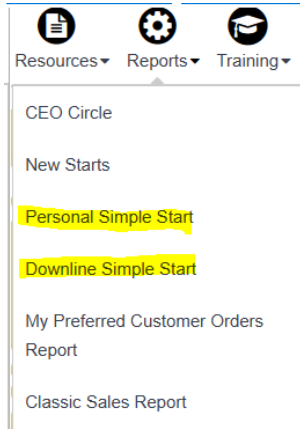 Resources▾ Reports▾ Training▾
CEO Circle
New Starts
Personal Simple Start
Downline Simple Start
My Preferred Customer Orders
Report
Classic Sales Report